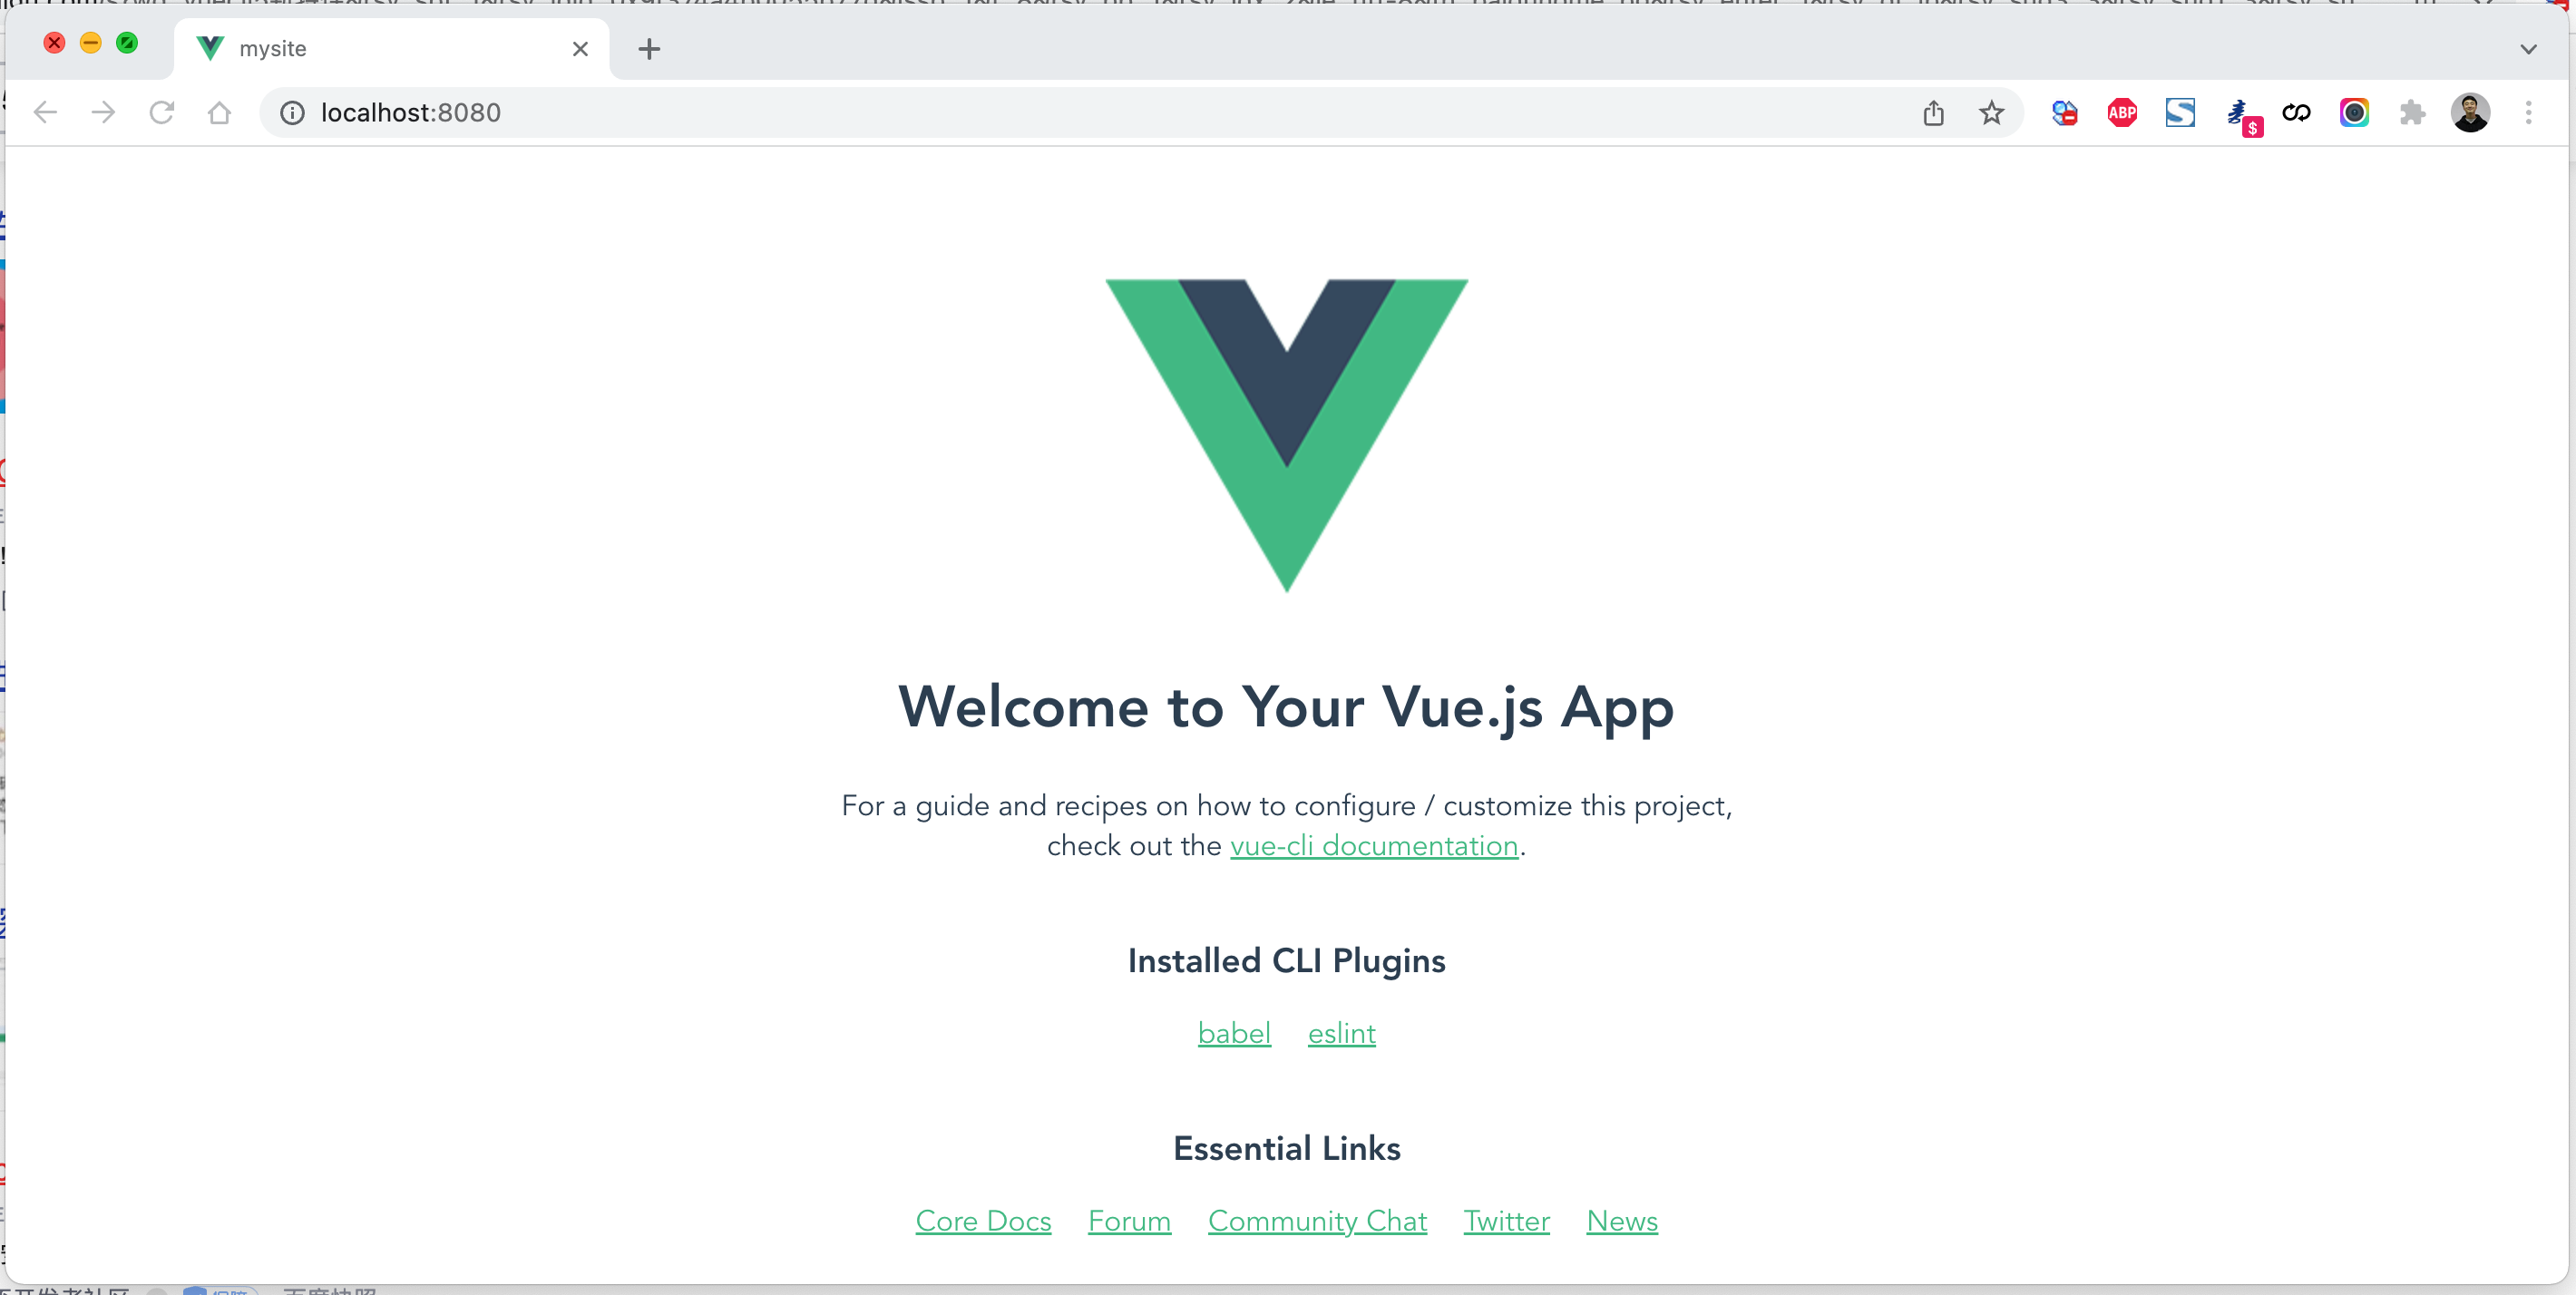 mysite
localhost:8080
ABP
$
Welcome to Your Vue.js App
For a guide and recipes on how to configure / customize this project,
check out the vue-cli documentation.
Installed CLI Plugins
babel eslint
Essential Links
Core Docs Forum Community Chat Twitter News